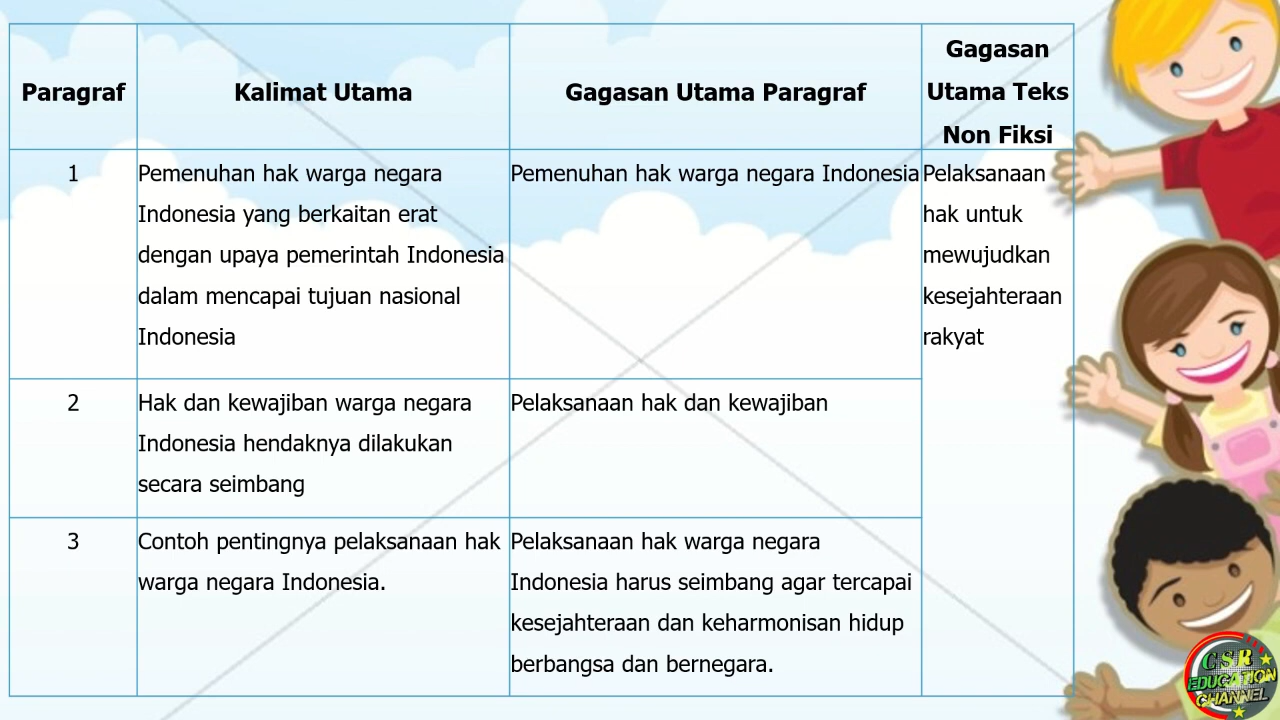 Paragraf
Kalimat Utama
Gagasan Utama Paragraf
Gagasan
Utama Teks
Non Fiksi
1
Pemenuhan hak warga negara
Indonesia yang berkaitan erat
dengan upaya pemerintah Indonesia
dalam mencapai tujuan nasional
Indonesia
Pemenuhan hak warga negara Indonesia
Pelaksanaan
hak untuk
mewujudkan
kesejahteraan
rakyat
2
Hak dan kewajiban warga negara
Indonesia hendaknya dilakukan
secara seimbang
Pelaksanaan hak dan kewajiban
3
Contoh pentingnya pelaksanaan hak
warga negara Indonesia.
Pelaksanaan hak warga negara
Indonesia harus seimbang agar tercapai
kesejahteraan dan keharmonisan hidup
berbangsa dan bernegara.
CSR
EDUCATION
CHANNEL